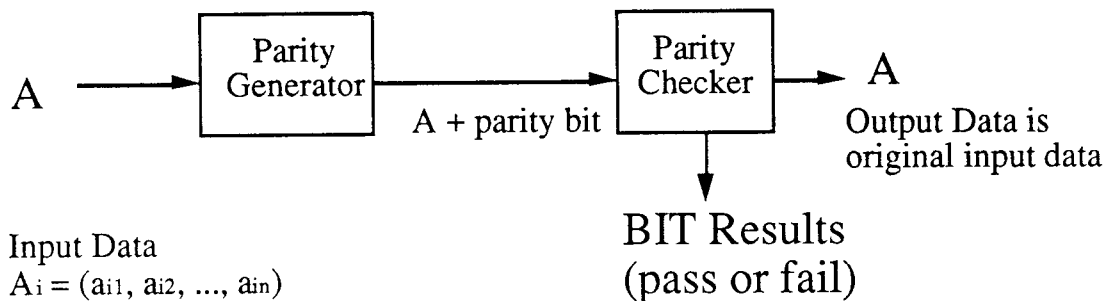 Parity
Generator
Parity
Checker
A
A
A + parity bit
Output Data is
original input data
BIT Results
(pass or fail)
Input Data
Ai = (ai1, ai2, ..., ain)